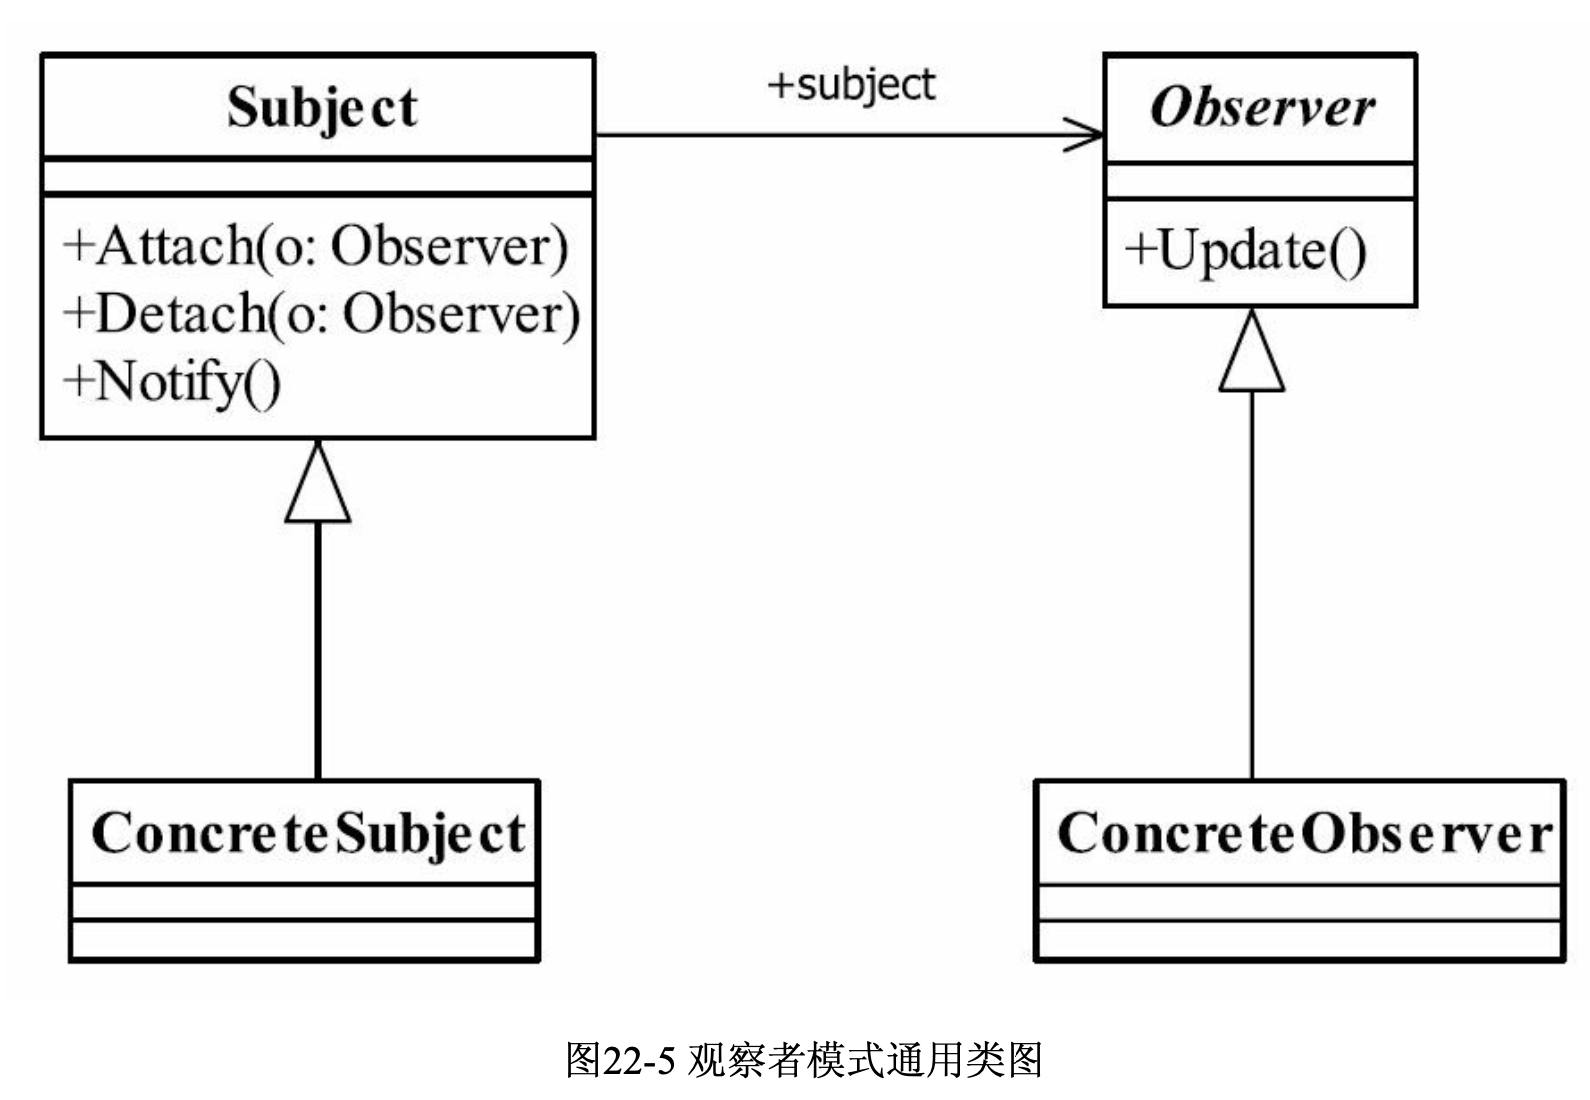 Subject
+Attach(o: Observer)
+Detach(o: Observer)
+Notify()
+subject
Observer
+Update()
ConcreteSubject
ConcreteObserver
图22-5 观察者模式通用类图